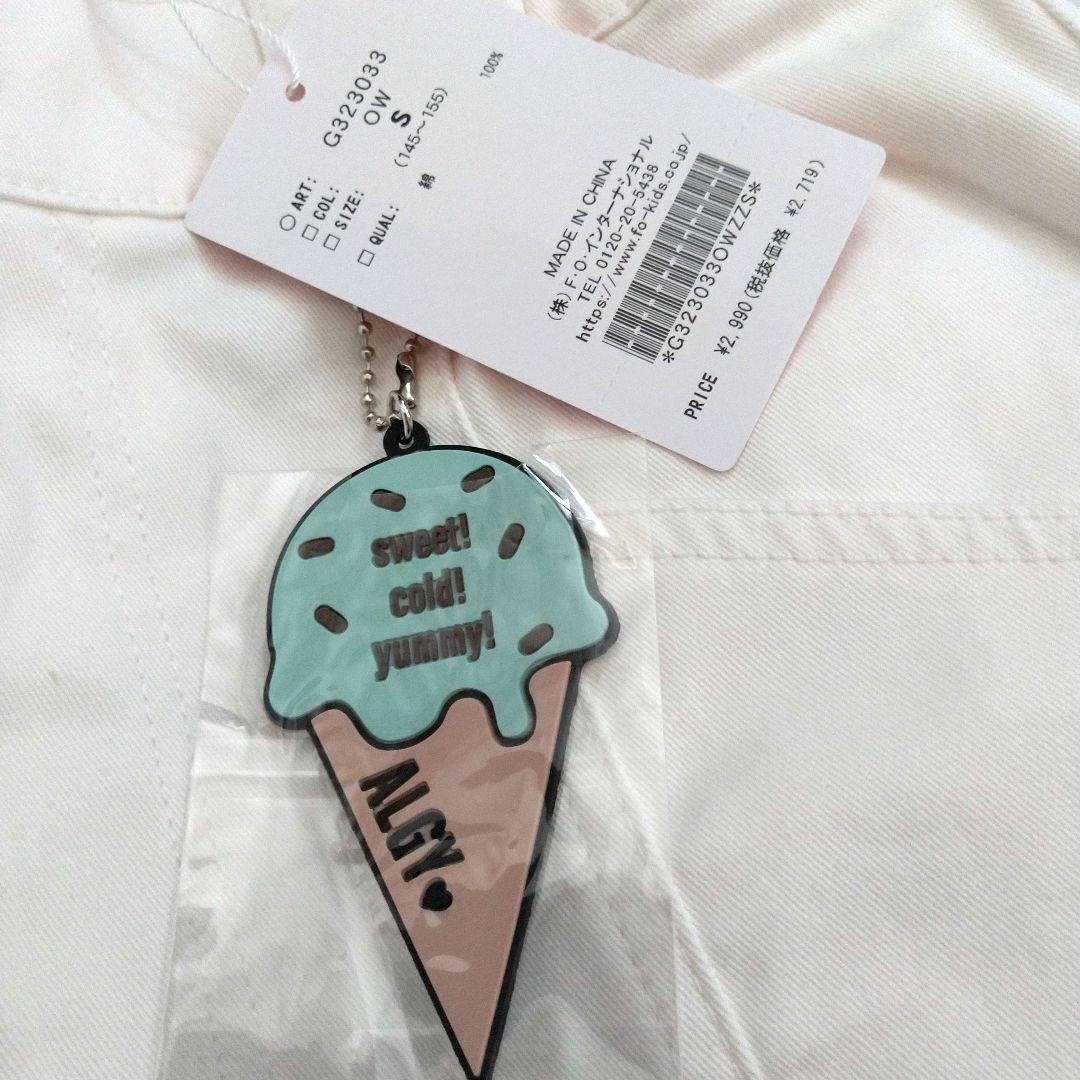 ART: G323033
COL: OW
SIZE: S
(145～155)
QUAL: 綿 100%
MADE IN CHINA
(株)F.O.インターナショナル
TEL 0120-20-5438
https://www.fo-kids.co.jp/
*G323033OWZZS*
PRICE ¥2,990(税抜価格 ¥2,719)
sweet!
cold!
yummy!
ALGY♥